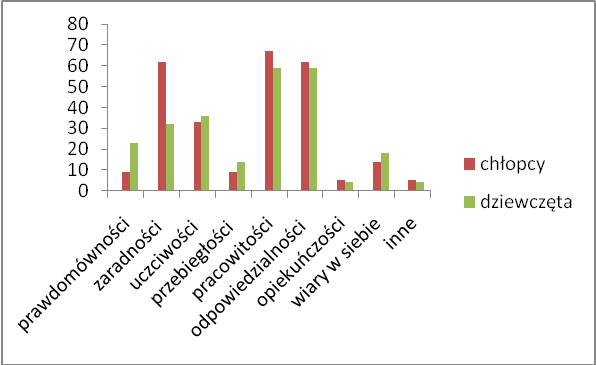 80
70
60
50
40
30
20
10
0
prawdomówności
zaradności
uczciwości
przebiegłości
pracowitości
odpowiedzialności
opiekuńczości
wiary w siebie
inne
chłopcy
dziewczęta